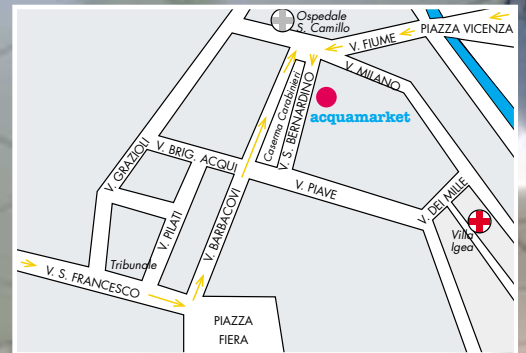 Ospedale
S. Camillo
V. FIUME
PIAZZA VICENZA
V. MILANO
Caserma Carabinieri
V. S. BERNARDINO
acquamarket
V. GRAZIOLI
V. BRIG. ACQUI
V. PIAVE
V. DEI MILLE
V. PILATI
V. BARBACOVI
Villa
Igea
Tribunale
V. S. FRANCESCO
PIAZZA
FIERA